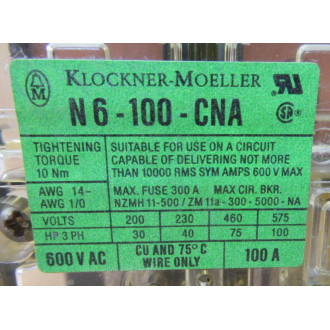 M
KLOCKNER-MOELLER
N6-100-CNA
TIGHTENING TORQUE 10 Nm
SUITABLE FOR USE ON A CIRCUIT
CAPABLE OF DELIVERING NOT MORE
THAN 10000 RMS SYM AMPS 600 V MAX
AWG 14-
AWG 1/0
MAX. FUSE 300 A MAX CIR. BKR.
NZMH 11-500 / ZM 11a-300-5000-NA
VOLTS 200 230 460 575
HP 3 PH 30 40 75 100
600 V AC
CU AND 75° C
WIRE ONLY
100 A